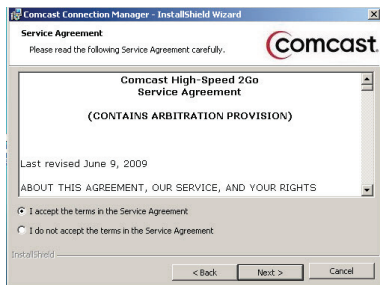 Comcast Connection Manager - InstallShield Wizard
Service Agreement
Please read the following Service Agreement carefully.
comcast.
Comcast High-Speed 2Go
Service Agreement
(CONTAINS ARBITRATION PROVISION)
Last revised June 9, 2009
ABOUT THIS AGREEMENT, OUR SERVICE, AND YOUR RIGHTS
I accept the terms in the Service Agreement
I do not accept the terms in the Service Agreement
InstallShield
< Back Next > Cancel